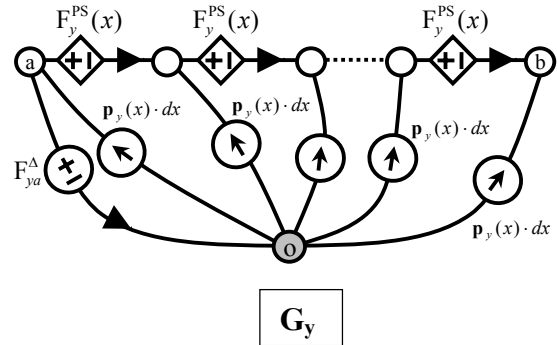 F_y^PS(x) F_y^PS(x) F_y^PS(x)
a b
p_y(x)·dx p_y(x)·dx p_y(x)·dx
F_ya^Δ
p_y(x)·dx
o
G_y